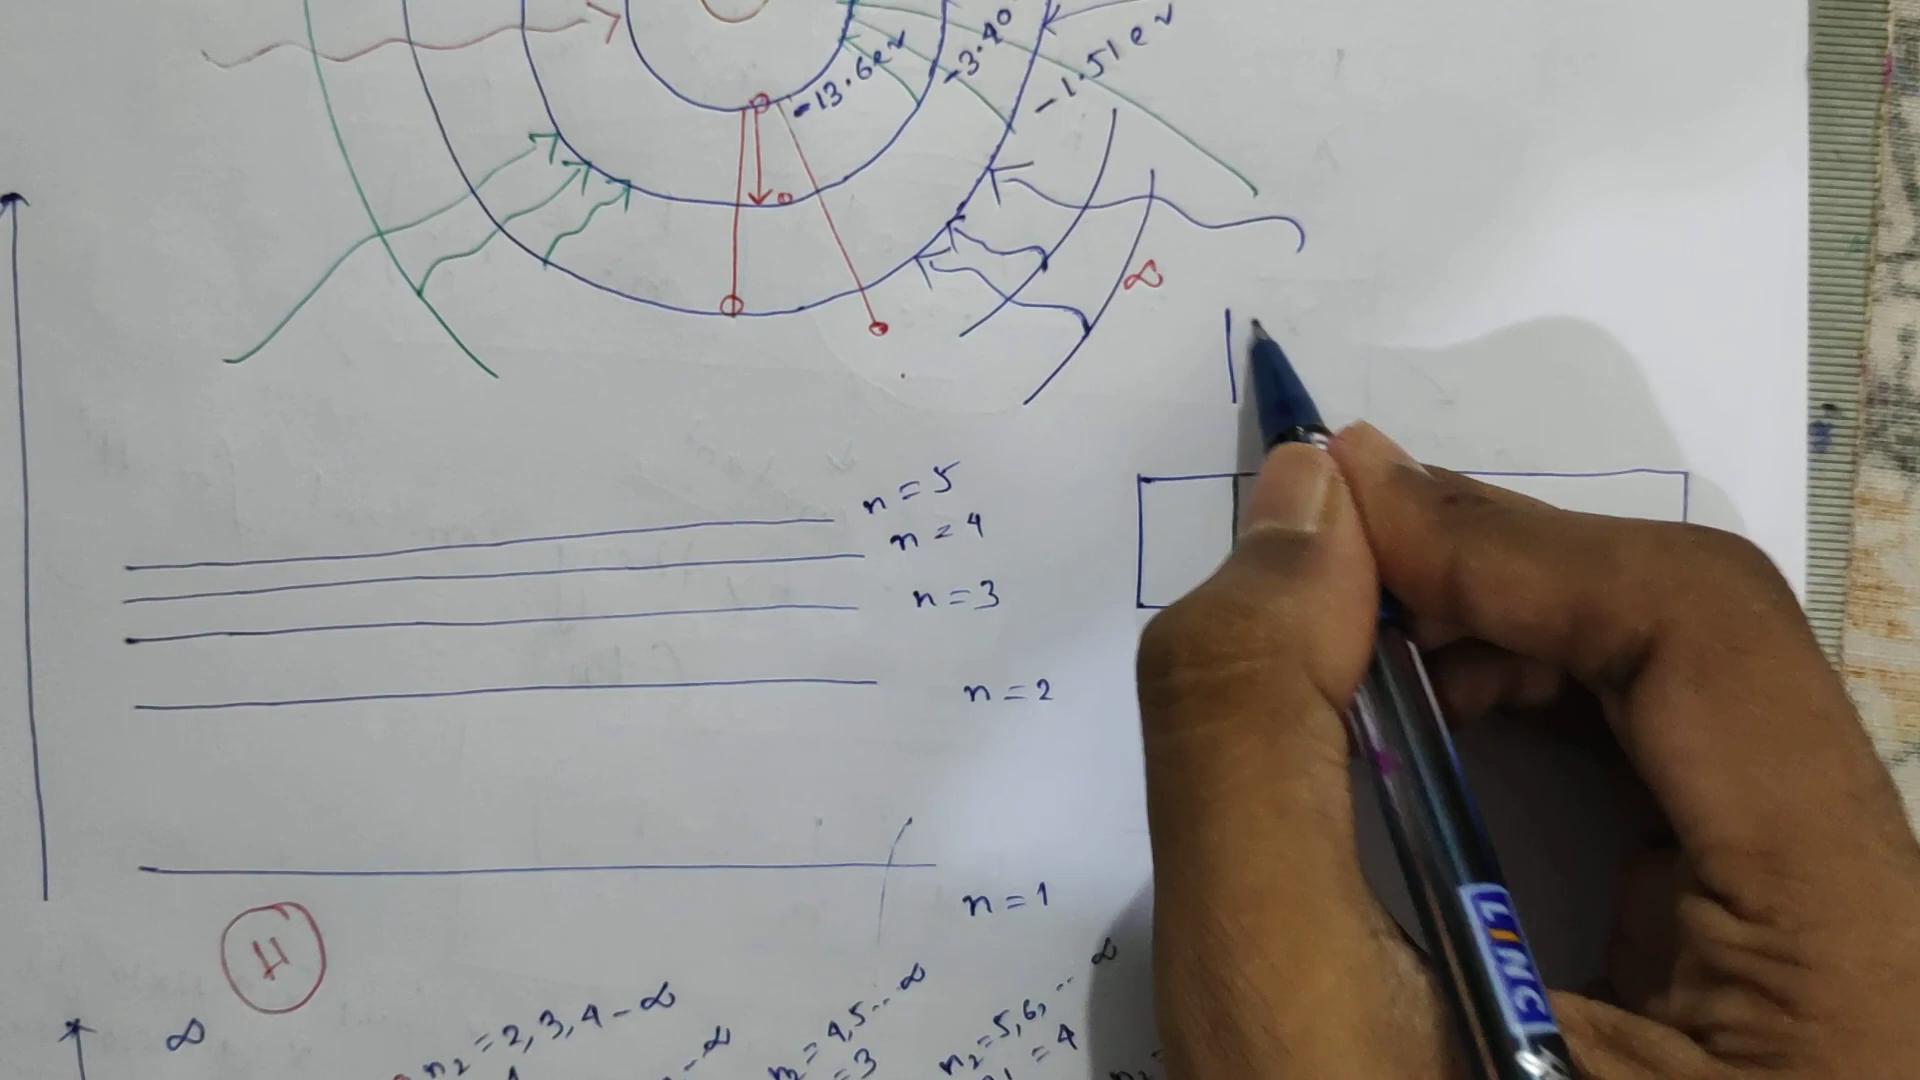 -13.6ev
-3.40
-1.51ev
∞
n=5
n=4
n=3
n=2
n=1
H
∞
n2=2,3,4-∞
-∞
n2=4,5--∞
=3
n2=5,6,--∞
=4
LINC